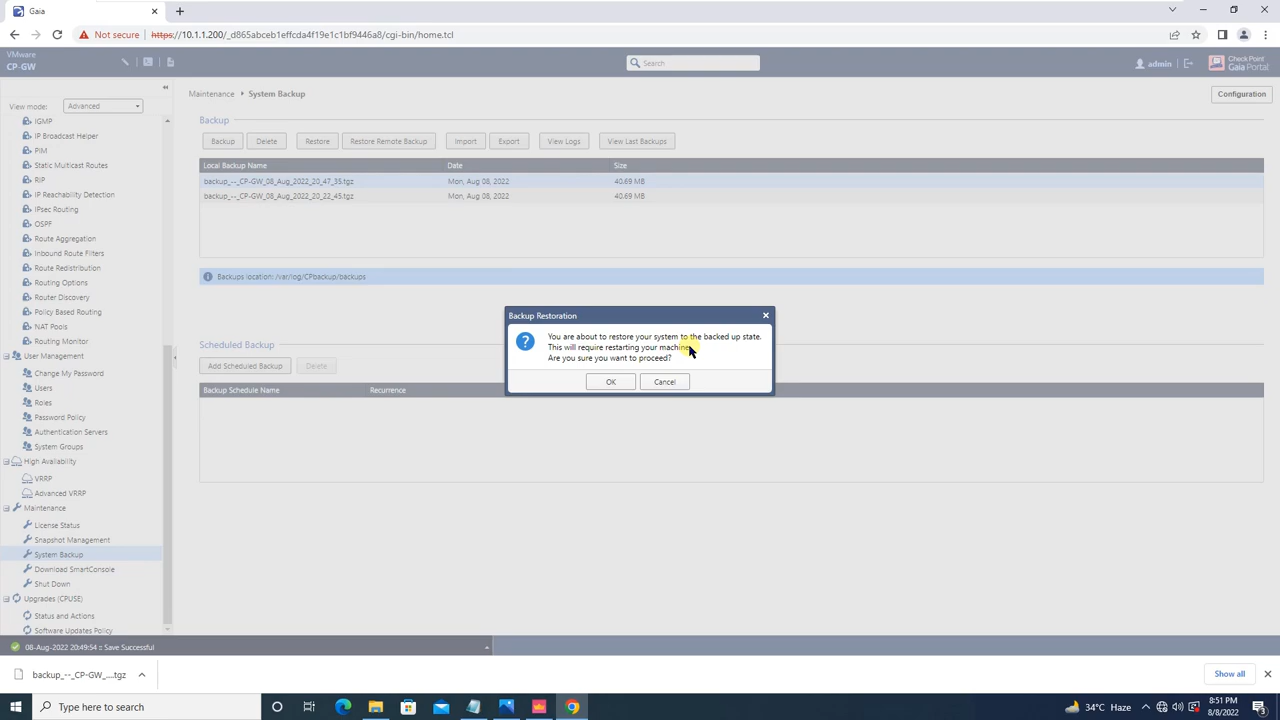 Gaia
Not secure
https://10.1.1.200/_d865abceb1effcda4f19e1c1bf9446a8/cgi-bin/home.tcl
VMware
CP-GW
Search
admin
Check Point
Gaia Portal
View mode:
Advanced
Maintenance
System Backup
Configuration
IGMP
IP Broadcast Helper
PIM
Static Multicast Routes
RIP
IP Reachability Detection
IPsec Routing
OSPF
Route Aggregation
Inbound Route Filters
Route Redistribution
Routing Options
Router Discovery
Policy Based Routing
NAT Pools
User Management
Change My Password
Users
Roles
Password Policy
Authentication Servers
System Groups
High Availability
VRRP
Advanced VRRP
Maintenance
License Status
Snapshot Management
System Backup
Download SmartConsole
Shut Down
Upgrades (CPUSE)
Status and Actions
Software Updates Policy
Backup
Backup Delete Restore Restore Remote Backup Import Export View Logs View Last Backups
Local Backup Name Date Size
backup_--_CP-GW_08_Aug_2022_20_47_35.tgz Mon, Aug 08, 2022 40.69 MB
backup_--_CP-GW_08_Aug_2022_20_22_45.tgz Mon, Aug 08, 2022 40.69 MB
Backups location: /var/log/CPbackup/backups
Scheduled Backup
Add Scheduled Backup Delete
Backup Schedule Name Recurrence
Backup Restoration
You are about to restore your system to the backed up state.
This will require restarting your machine.
Are you sure you want to proceed?
OK Cancel
08-Aug-2022 20:49:54 :: Save Successful
backup_--_CP-GW_....tgz
Show all
Type here to search
34°C Haze
8:51 PM
8/8/2022